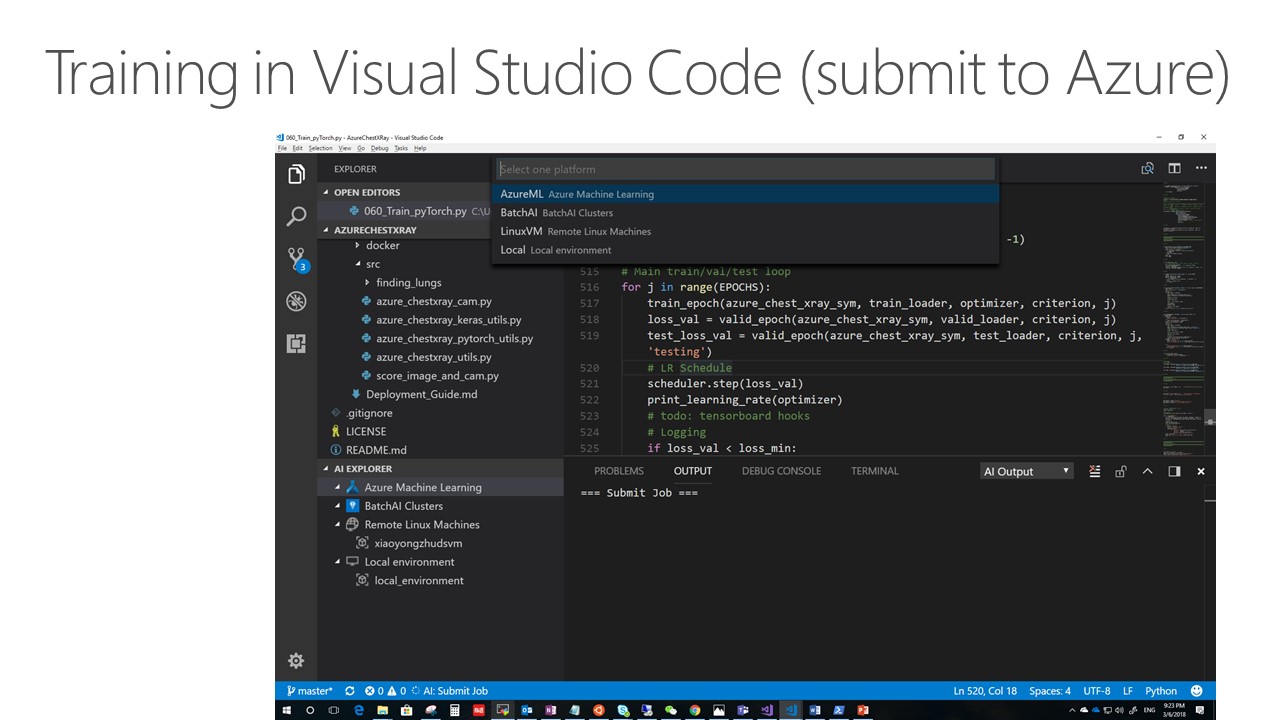 Training in Visual Studio Code (submit to Azure)
060_Train_pyTorch.py - AzureChestXRay - Visual Studio Code
File Edit Selection View Go Debug Tasks Help
EXPLORER
OPEN EDITORS
060_Train_pyTorch.py C:\U
AZURECHESTXRAY
docker
src
finding_lungs
azure_chestxray_cam.py
azure_chestxray_keras_utils.py
azure_chestxray_pytorch_utils.py
azure_chestxray_utils.py
score_image_and_cam.py
Deployment_Guide.md
.gitignore
LICENSE
README.md
AI EXPLORER
Azure Machine Learning
BatchAI Clusters
Remote Linux Machines
xiaoyongzhudsvm
Local environment
local_environment
Select one platform
AzureML Azure Machine Learning
BatchAI BatchAI Clusters
LinuxVM Remote Linux Machines
Local Local environment
-1)
515 # Main train/val/test loop
516 for j in range(EPOCHS):
517 train_epoch(azure_chest_xray_sym, train_loader, optimizer, criterion, j)
518 loss_val = valid_epoch(azure_chest_xray_sym, valid_loader, criterion, j)
519 test_loss_val = valid_epoch(azure_chest_xray_sym, test_loader, criterion, j,
'testing')
520 # LR Schedule
521 scheduler.step(loss_val)
522 print_learning_rate(optimizer)
523 # todo: tensorboard hooks
524 # Logging
525 if loss_val < loss_min:
PROBLEMS OUTPUT DEBUG CONSOLE TERMINAL AI Output
=== Submit Job ===
3
master* 0 0 AI: Submit Job Ln 520, Col 18 Spaces: 4 UTF-8 LF Python
ENG 9:23 PM
3/6/2018